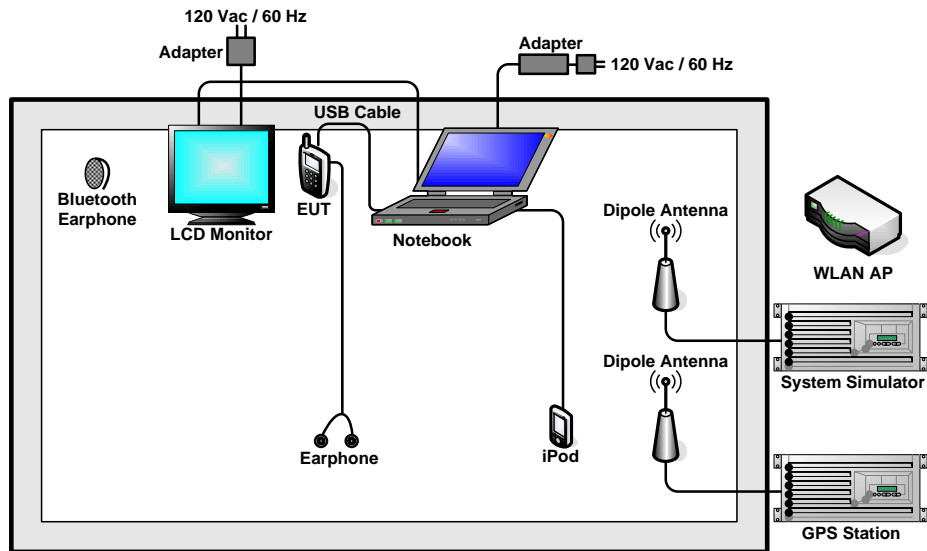 120 Vac / 60 Hz
Adapter
Adapter
120 Vac / 60 Hz
USB Cable
Bluetooth
Earphone
LCD Monitor
EUT
Notebook
Dipole Antenna
WLAN AP
System Simulator
Dipole Antenna
Earphone
iPod
GPS Station